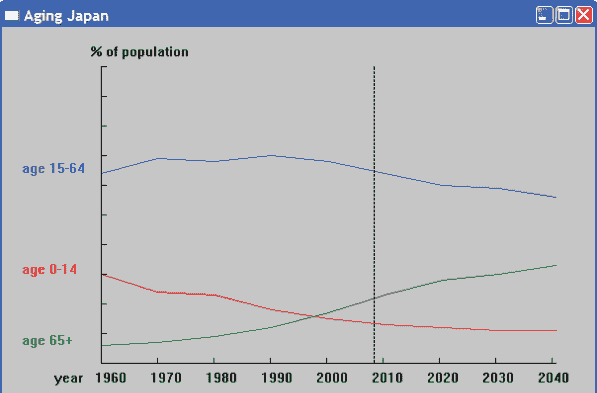 Aging Japan
% of population
age 15-64
age 0-14
age 65+
year 1960 1970 1980 1990 2000 2010 2020 2030 2040